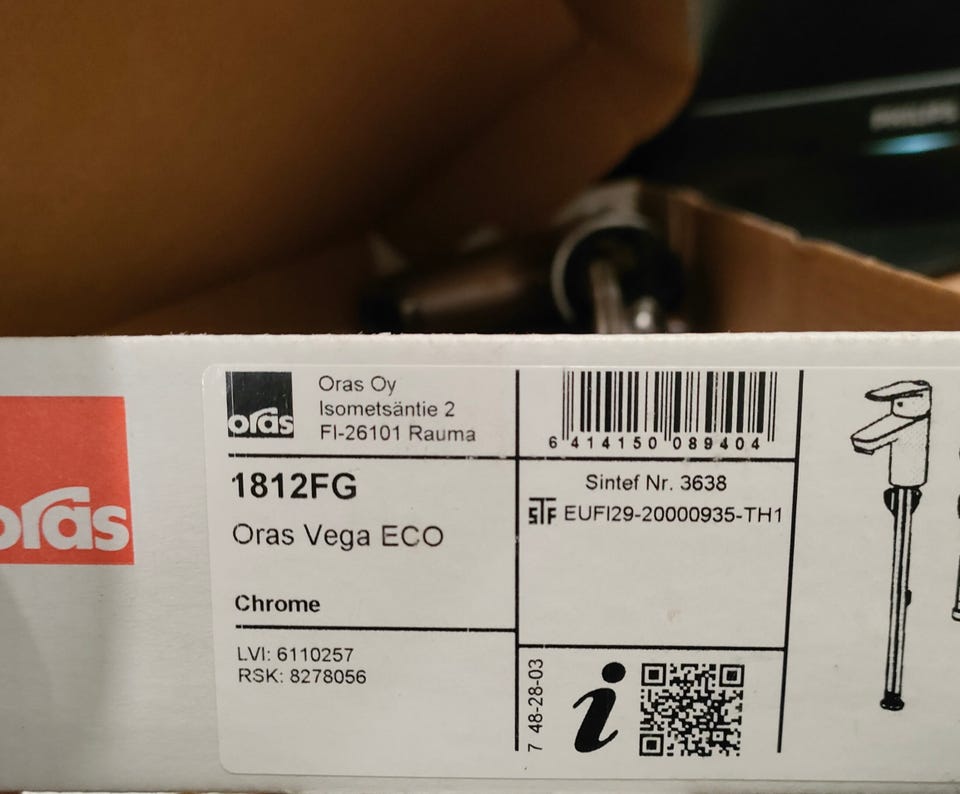 PHILIPS
oras
oras
Oras Oy
Isometsäntie 2
FI-26101 Rauma
6 414150 089404
1812FG
Oras Vega ECO
Chrome
LVI: 6110257
RSK: 8278056
Sintef Nr. 3638
STF EUFI29-20000935-TH1
7 48-28-03
i